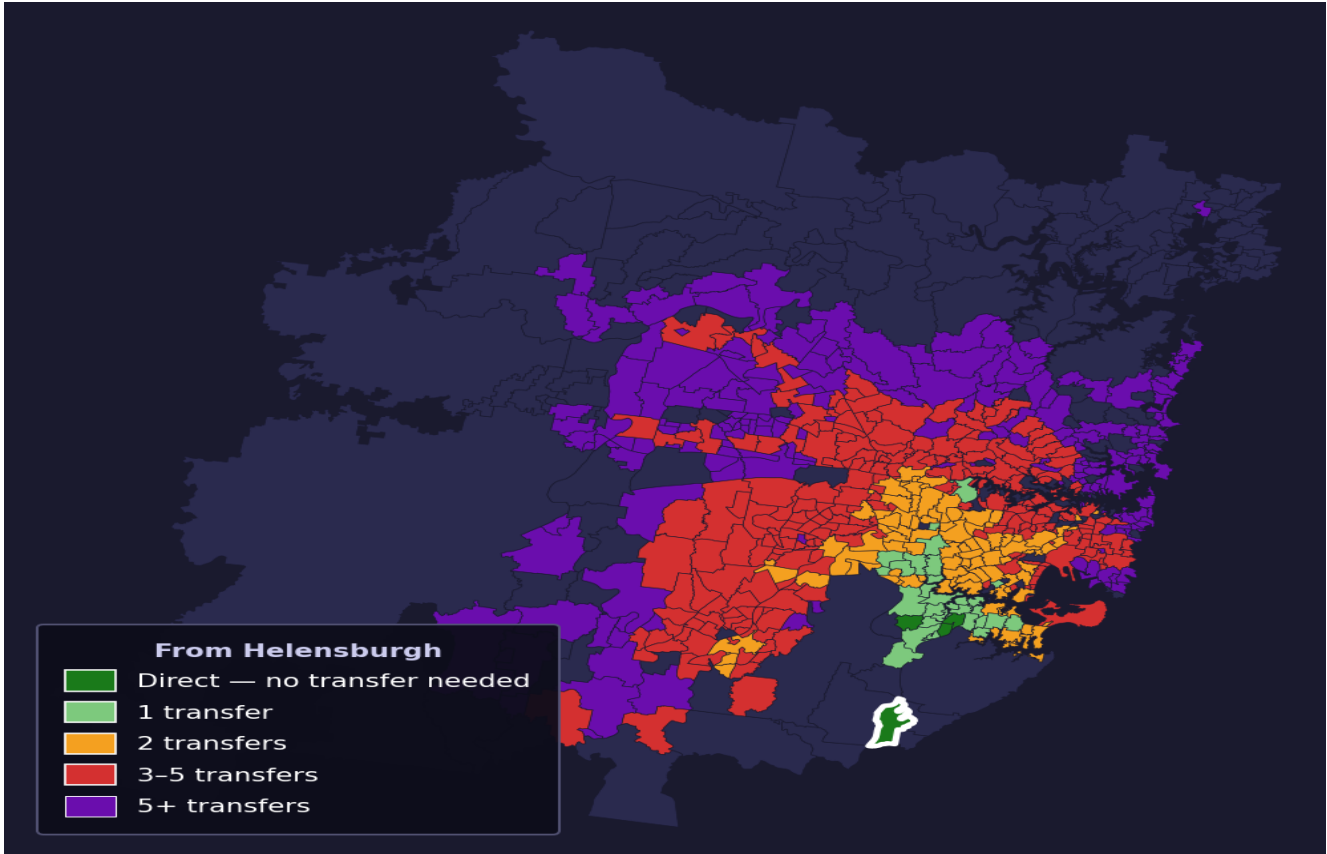 From Helensburgh
Direct — no transfer needed
1 transfer
2 transfers
3–5 transfers
5+ transfers